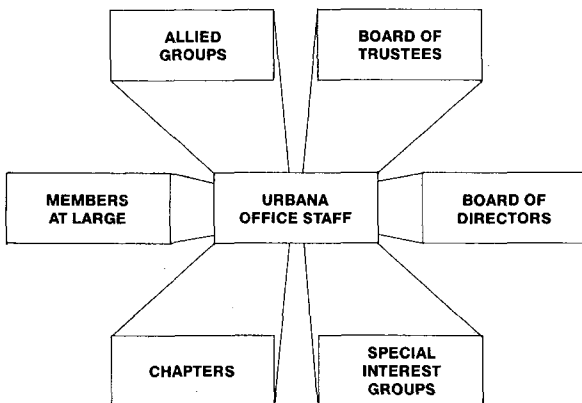 ALLIED
GROUPS
BOARD OF
TRUSTEES
MEMBERS
AT LARGE
URBANA
OFFICE STAFF
BOARD OF
DIRECTORS
CHAPTERS
SPECIAL
INTEREST
GROUPS